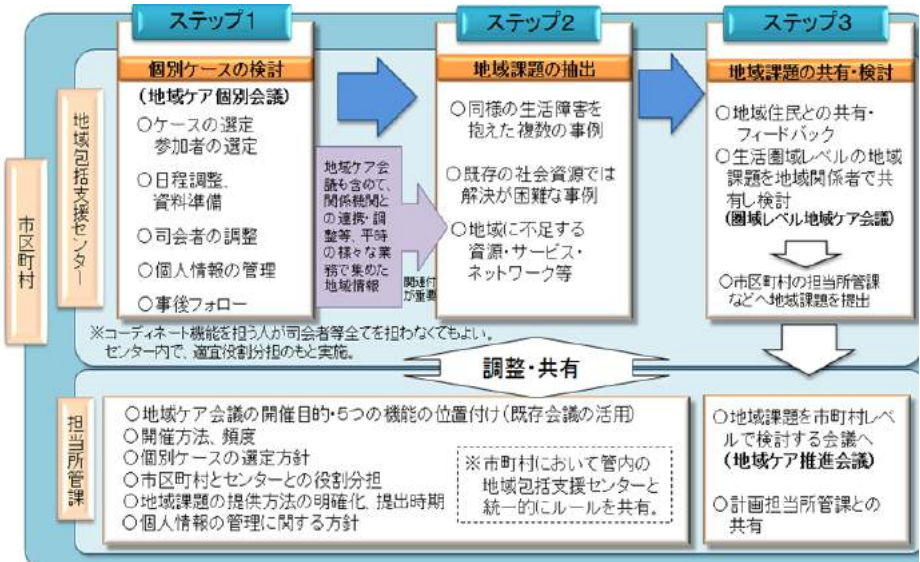 ステップ1
個別ケースの検討
(地域ケア個別会議)
○ケースの選定
参加者の選定
○日程調整、
資料準備
○司会者の調整
○個人情報の管理
○事後フォロー
地域ケア会
議も含めて、
関係機関と
の連携・調
整等、平時
の様々な業
務で集めた
地域情報
関連付
が重要
ステップ2
地域課題の抽出
○同様の生活障害を
抱えた複数の事例
○既存の社会資源では
解決が困難な事例
○地域に不足する
資源・サービス・
ネットワーク等
ステップ3
地域課題の共有・検討
○地域住民との共有・
フィードバック
○生活圏域レベルの地域
課題を地域関係者で共
有し検討
(圏域レベル地域ケア会議)
○市区町村の担当所管課
などへ地域課題を提出
市区町村
地域包括支援センター
※コーディネート機能を担う人が司会者等全てを担わなくてもよい。
センター内で、適宜役割分担のもと実施。
調整・共有
担当所管課
○地域ケア会議の開催目的・5つの機能の位置付け(既存会議の活用)
○開催方法、頻度
○個別ケースの選定方針
○市区町村とセンターとの役割分担
○地域課題の提供方法の明確化、提出時期
○個人情報の管理に関する方針
※市町村において管内の
地域包括支援センターと
統一的にルールを共有。
○地域課題を市町村レベ
ルで検討する会議へ
(地域ケア推進会議)
○計画担当所管課との
共有